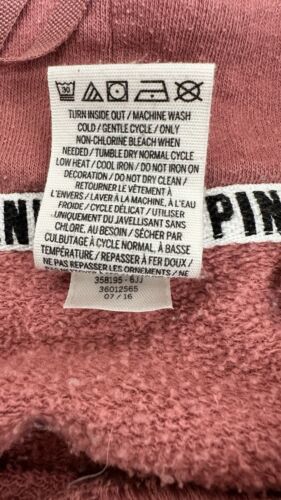 30
TURN INSIDE OUT / MACHINE WASH
COLD / GENTLE CYCLE / ONLY
NON-CHLORINE BLEACH WHEN
NEEDED / TUMBLE DRY NORMAL CYCLE
LOW HEAT / COOL IRON / DO NOT IRON ON
DECORATION / DO NOT DRY CLEAN /
RETOURNER LE VÊTEMENT À
L'ENVERS / LAVER À LA MACHINE, À L'EAU
FROIDE / CYCLE DÉLICAT / UTILISER
UNIQUEMENT DU JAVELLISANT SANS
CHLORE, AU BESOIN / SÉCHER PAR
CULBUTAGE À CYCLE NORMAL, À BASSE
TEMPÉRATURE / REPASSER À FER DOUX /
NE PAS REPASSER LES ORNEMENTS / NE
PIN
358195 - 6JJ
36012565
07 / 16